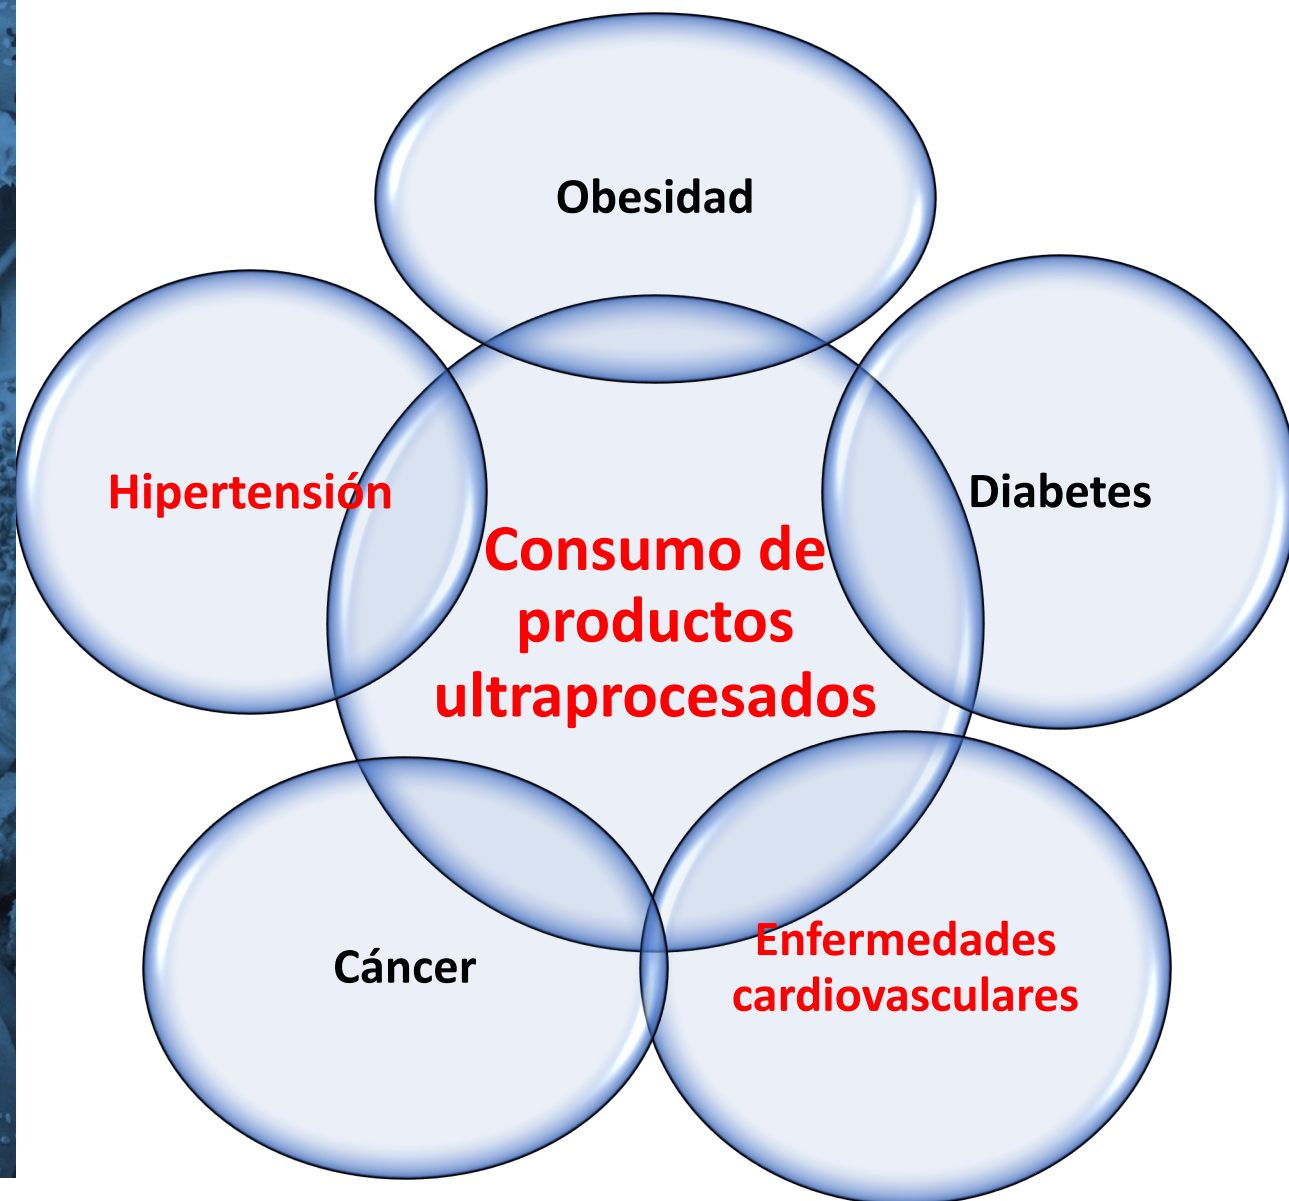 Obesidad
Hipertensión
Diabetes
Consumo de
productos
ultraprocesados
Cáncer
Enfermedades
cardiovasculares